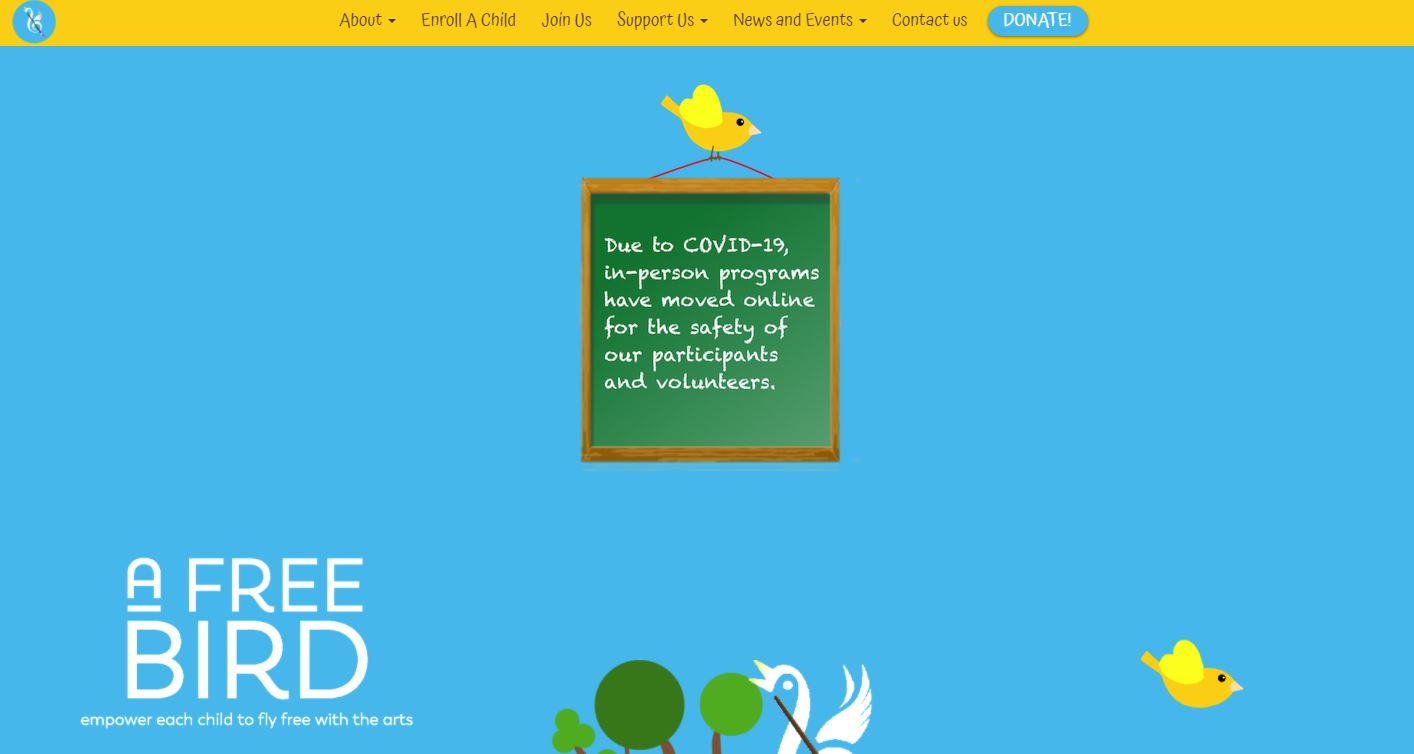 About Enroll A Child Join Us Support Us News and Events Contact us DONATE!
Due to COVID-19,
in-person programs
have moved online
for the safety of
our participants
and volunteers.
A FREE
BIRD
empower each child to fly free with the arts